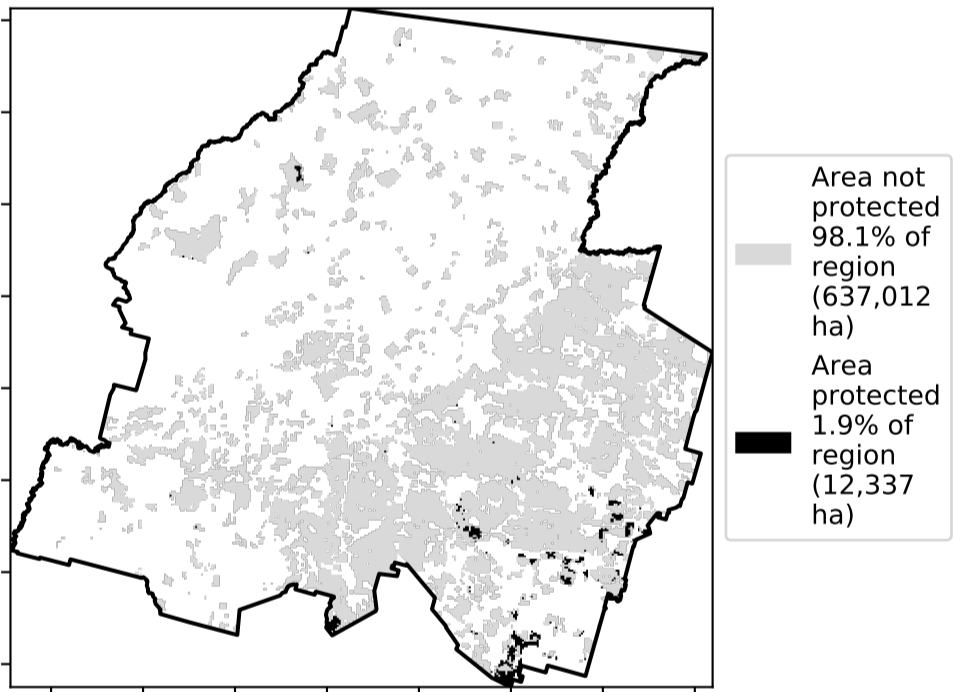 Area not
protected
98.1% of
region
(637,012
ha)
Area
protected
1.9% of
region
(12,337
ha)